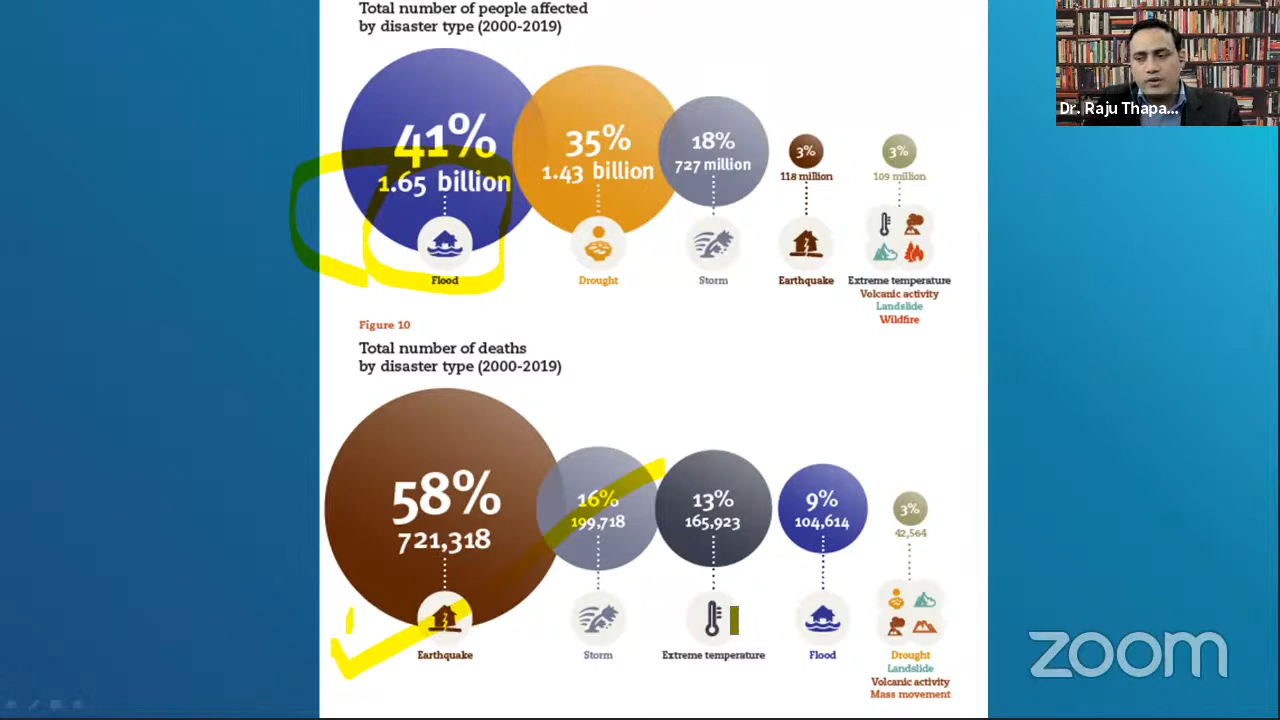 Total number of people affected
by disaster type (2000-2019)
41%
1.65 billion
Flood
35%
1.43 billion
Drought
18%
727 million
Storm
3%
118 million
Earthquake
3%
109 million
Extreme temperature
Volcanic activity
Landslide
Wildfire
Dr. Raju Thapa...
Figure 10
Total number of deaths
by disaster type (2000-2019)
58%
721,318
Earthquake
16%
199,718
Storm
13%
165,923
Extreme temperature
9%
104,614
Flood
3%
42,564
Drought
Landslide
Volcanic activity
Mass movement
zoom